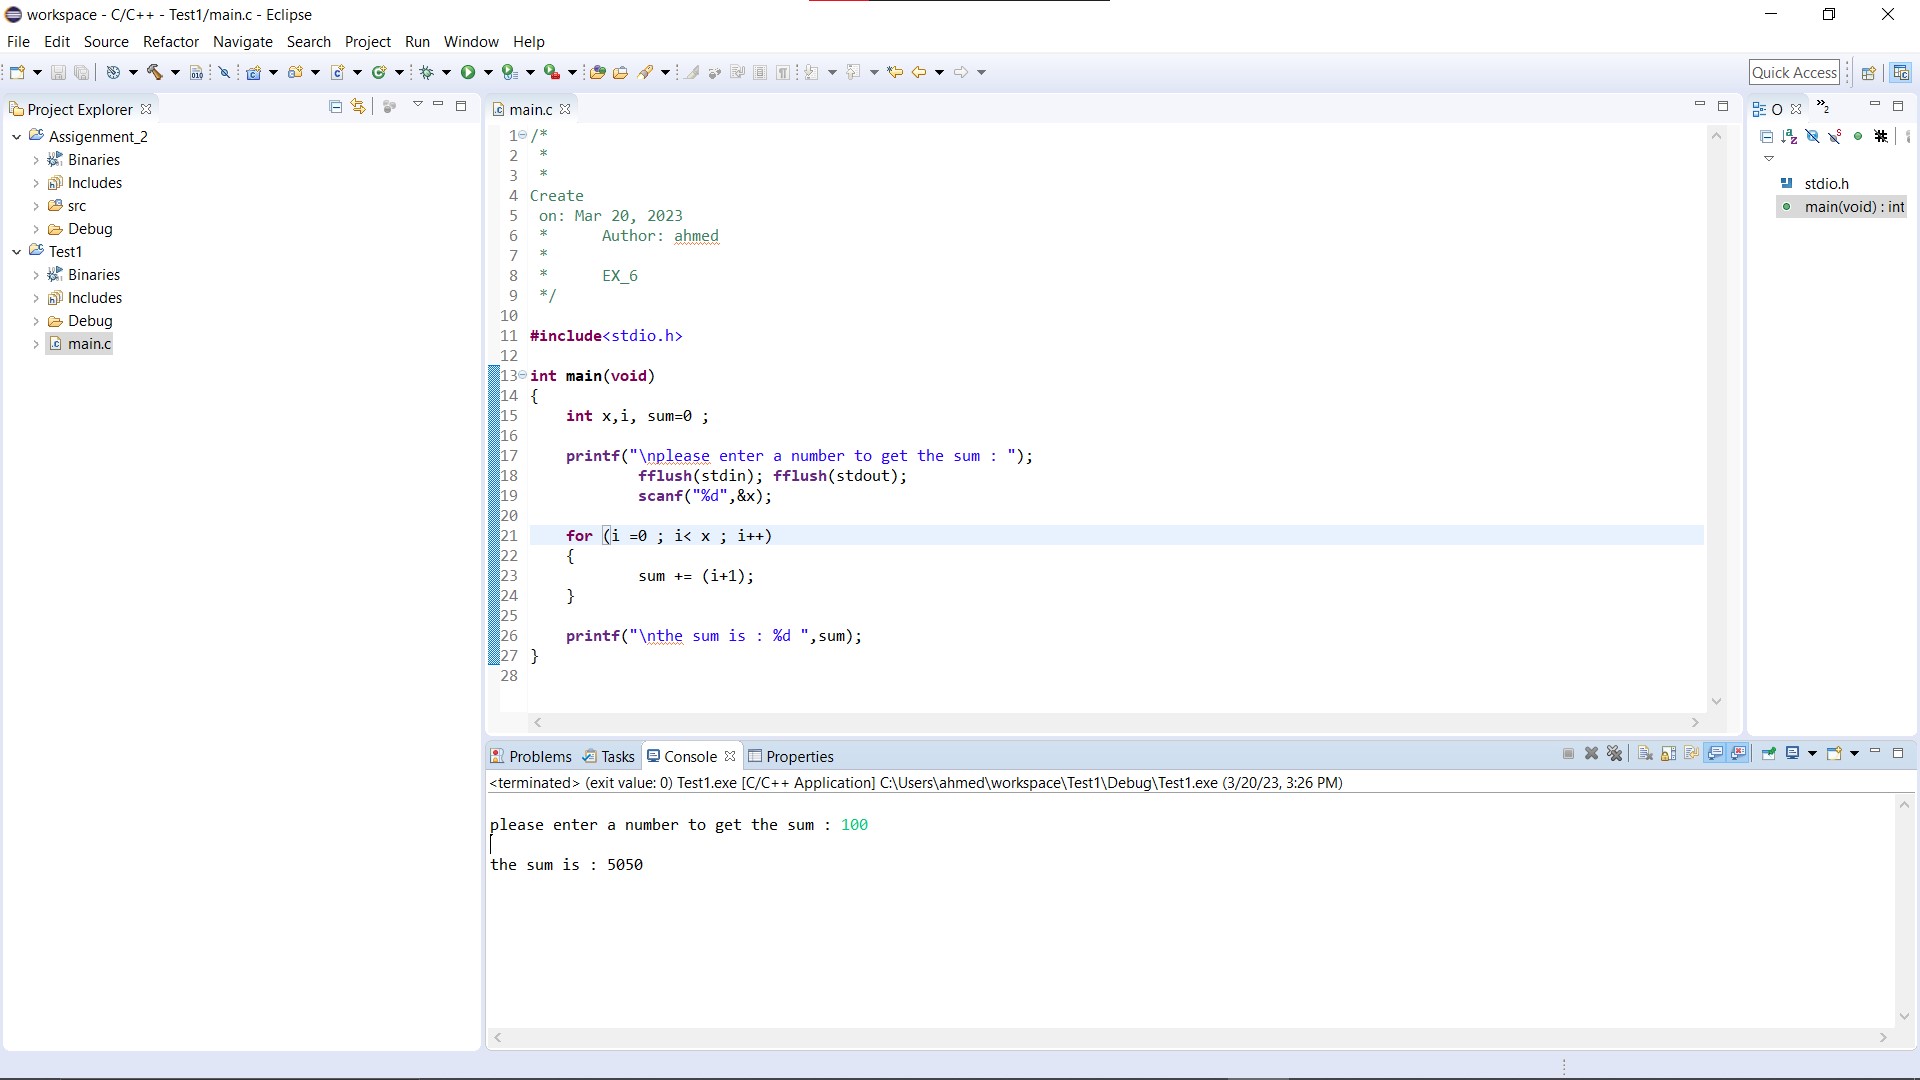 workspace - C/C++ - Test1/main.c - Eclipse
File Edit Source Refactor Navigate Search Project Run Window Help
Quick Access
Project Explorer
Assigenment_2
Binaries
Includes
src
Debug
Test1
Binaries
Includes
Debug
main.c
main.c
1 /*
2 *
3 *
4 Create
5 on: Mar 20, 2023
6 * Author: ahmed
7 *
8 * EX_6
9 */
10
11 #include<stdio.h>
12
13 int main(void)
14 {
15 int x,i, sum=0 ;
16
17 printf("\nplease enter a number to get the sum : ");
18 fflush(stdin); fflush(stdout);
19 scanf("%d",&x);
20
21 for (i =0 ; i< x ; i++)
22 {
23 sum += (i+1);
24 }
25
26 printf("\nthe sum is : %d ",sum);
27 }
28
O
2
stdio.h
main(void) : int
Problems Tasks Console Properties
<terminated> (exit value: 0) Test1.exe [C/C++ Application] C:\Users\ahmed\workspace\Test1\Debug\Test1.exe (3/20/23, 3:26 PM)
please enter a number to get the sum : 100
the sum is : 5050